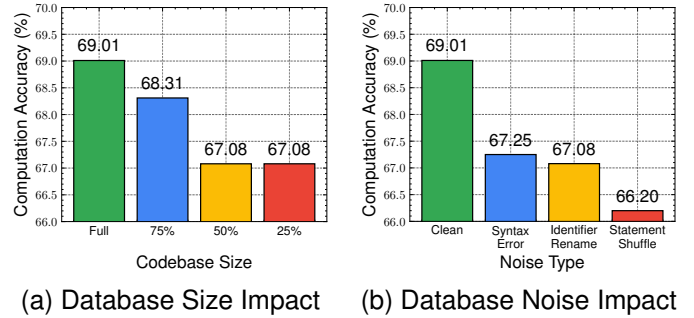 Computation Accuracy (%)
70.0
69.5
69.0
68.5
68.0
67.5
67.0
66.5
66.0
69.01
68.31
67.08
67.08
Full
75%
50%
25%
Codebase Size
(a) Database Size Impact
Computation Accuracy (%)
70.0
69.5
69.0
68.5
68.0
67.5
67.0
66.5
66.0
69.01
67.25
67.08
66.20
Clean
Syntax
Error
Identifier
Rename
Statement
Shuffle
Noise Type
(b) Database Noise Impact